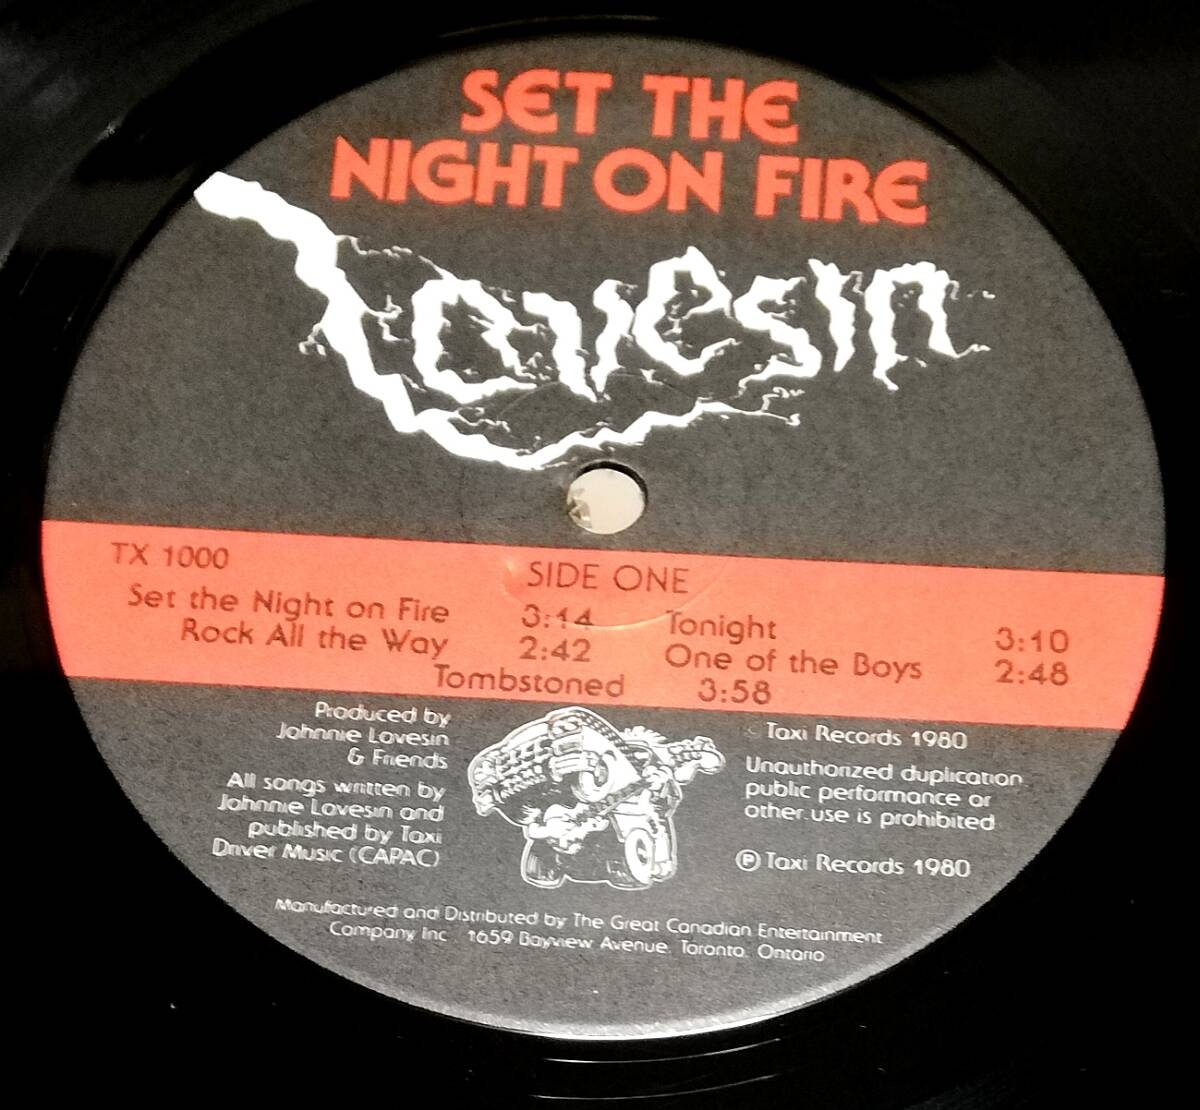 SET THE
NIGHT ON FIRE
Lovesin
TX 1000
SIDE ONE
Set the Night on Fire 3:14
Rock All the Way 2:42
Tonight 3:10
One of the Boys 2:48
Tombstoned 3:58
Produced by
Johnnie Lovesin
& Friends
All songs written by
Johnnie Lovesin and
published by Taxi
Driver Music (CAPAC)
© Taxi Records 1980
Unauthorized duplication
public performance or
other use is prohibited
℗ Taxi Records 1980
Manufactured and Distributed by The Great Canadian Entertainment
Company Inc 1659 Bayview Avenue, Toronto, Ontario